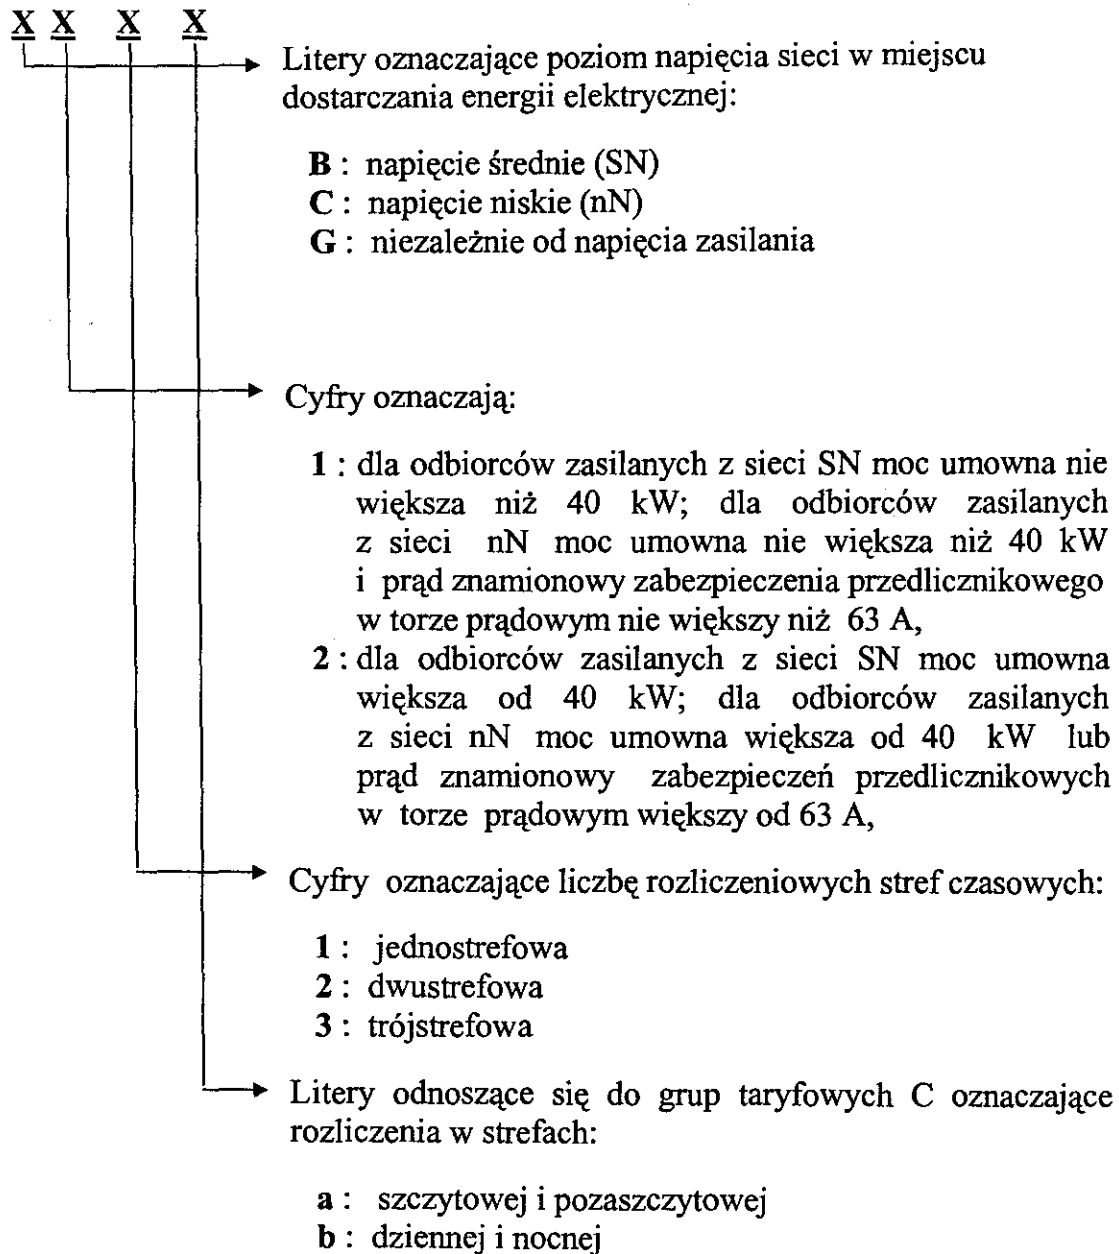 X X X X
Litery oznaczające poziom napięcia sieci w miejscu
dostarczania energii elektrycznej:
B : napięcie średnie (SN)
C : napięcie niskie (nN)
G : niezależnie od napięcia zasilania
Cyfry oznaczają:
1 : dla odbiorców zasilanych z sieci SN moc umowna nie
większa niż 40 kW; dla odbiorców zasilanych
z sieci nN moc umowna nie większa niż 40 kW
i prąd znamionowy zabezpieczenia przedlicznikowego
w torze prądowym nie większy niż 63 A,
2 : dla odbiorców zasilanych z sieci SN moc umowna
większa od 40 kW; dla odbiorców zasilanych
z sieci nN moc umowna większa od 40 kW lub
prąd znamionowy zabezpieczeń przedlicznikowych
w torze prądowym większy od 63 A,
Cyfry oznaczające liczbę rozliczeniowych stref czasowych:
1 : jednostrefowa
2 : dwustrefowa
3 : trójstrefowa
Litery odnoszące się do grup taryfowych C oznaczające
rozliczenia w strefach:
a : szczytowej i pozaszczytowej
b : dziennej i nocnej